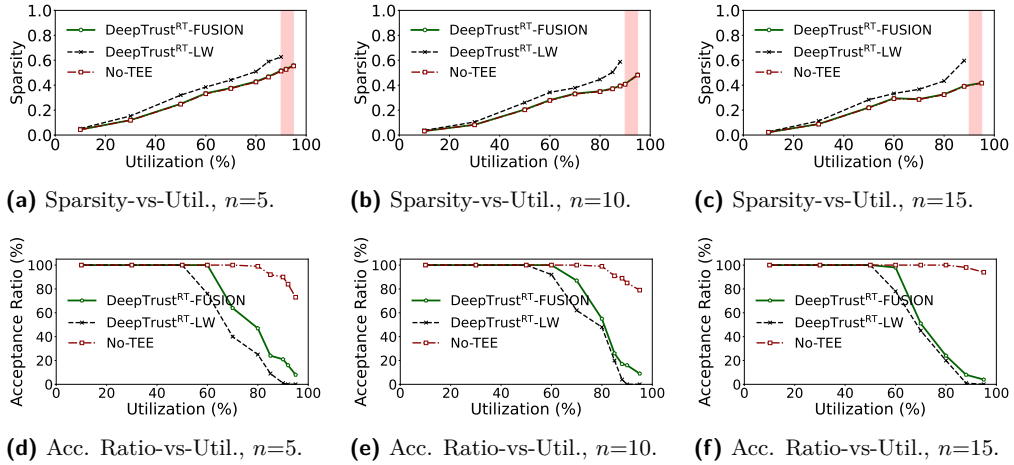 1.0
0.8
0.6
0.4
0.2
0.0
Sparsity
DeepTrust^RT-FUSION
DeepTrust^RT-LW
No-TEE
0 20 40 60 80 100
Utilization (%)
(a) Sparsity-vs-Util., n=5.
1.0
0.8
0.6
0.4
0.2
0.0
Sparsity
DeepTrust^RT-FUSION
DeepTrust^RT-LW
No-TEE
0 20 40 60 80 100
Utilization (%)
(b) Sparsity-vs-Util., n=10.
1.0
0.8
0.6
0.4
0.2
0.0
Sparsity
DeepTrust^RT-FUSION
DeepTrust^RT-LW
No-TEE
0 20 40 60 80 100
Utilization (%)
(c) Sparsity-vs-Util., n=15.
100
80
60
40
20
0
Acceptance Ratio (%)
DeepTrust^RT-FUSION
DeepTrust^RT-LW
No-TEE
0 20 40 60 80 100
Utilization (%)
(d) Acc. Ratio-vs-Util., n=5.
100
80
60
40
20
0
Acceptance Ratio (%)
DeepTrust^RT-FUSION
DeepTrust^RT-LW
No-TEE
0 20 40 60 80 100
Utilization (%)
(e) Acc. Ratio-vs-Util., n=10.
100
80
60
40
20
0
Acceptance Ratio (%)
DeepTrust^RT-FUSION
DeepTrust^RT-LW
No-TEE
0 20 40 60 80 100
Utilization (%)
(f) Acc. Ratio-vs-Util., n=15.